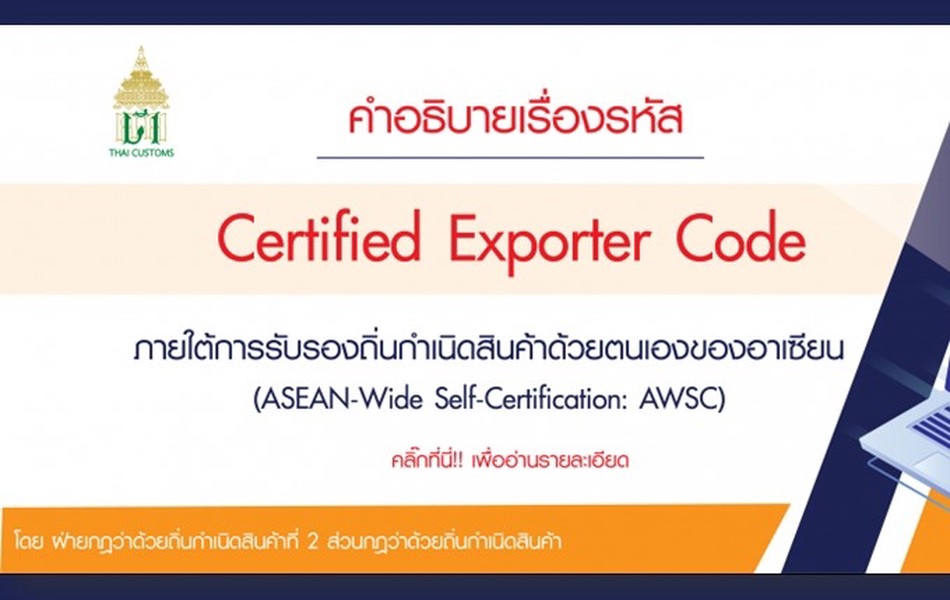 THAI CUSTOMS
คำอธิบายเรื่องรหัส
Certified Exporter Code
ภายใต้การรับรองถิ่นกำเนิดสินค้าด้วยตนเองของอาเซียน
(ASEAN-Wide Self-Certification: AWSC)
คลิ๊กที่นี่!! เพื่ออ่านรายละเอียด
โดย ฝ่ายกฎว่าด้วยถิ่นกำเนิดสินค้าที่ 2 ส่วนกฎว่าด้วยถิ่นกำเนิดสินค้า